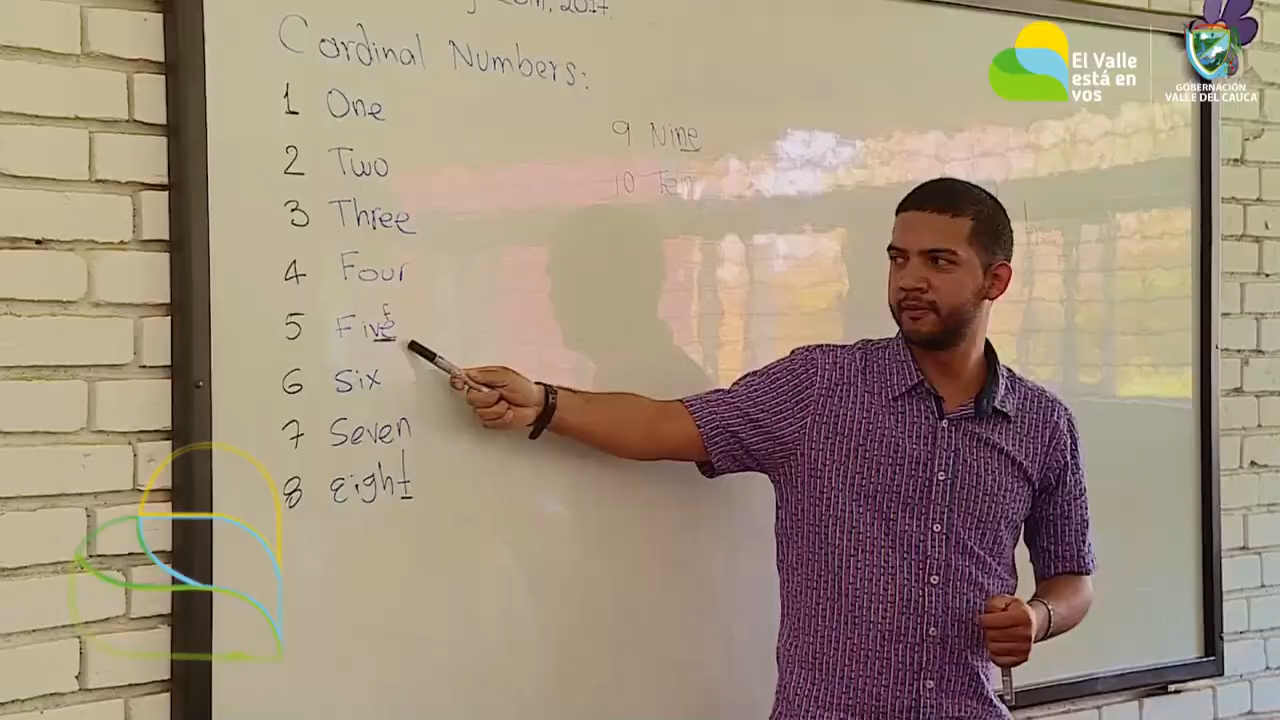 2017.
Cardinal Numbers:
1 One
2 Two
3 Three
4 Four
5 Five
f
6 Six
7 Seven
8 eight
9 Nine
10 Ten
El Valle
está en
vos
GOBERNACIÓN
VALLE DEL CAUCA